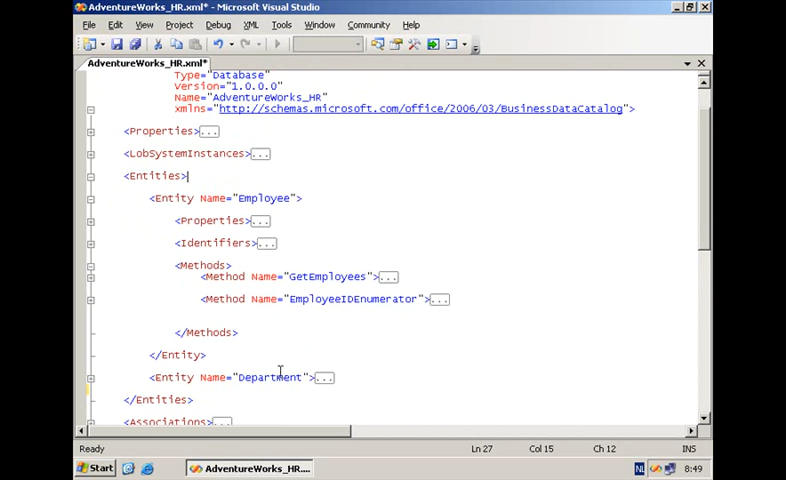 AdventureWorks_HR.xml* - Microsoft Visual Studio
File Edit View Project Debug XML Tools Window Community Help
AdventureWorks_HR.xml*
Type="Database"
Version="1.0.0.0"
Name="AdventureWorks_HR"
xmlns="http://schemas.microsoft.com/office/2006/03/BusinessDataCatalog">
<Properties>...
<LobSystemInstances>...
<Entities>
<Entity Name="Employee">
<Properties>...
<Identifiers>...
<Methods>
<Method Name="GetEmployees">...
<Method Name="EmployeeIDEnumerator">...
</Methods>
</Entity>
<Entity Name="Department">...
</Entities>
<Associations>...
Ready Ln 27 Col 15 Ch 12 INS
Start AdventureWorks_HR.... NL 8:49